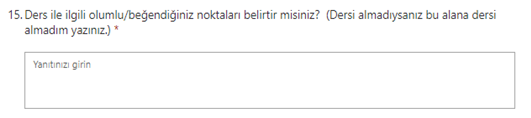 15. Ders ile ilgili olumlu/beğendiğiniz noktaları belirtir misiniz? (Dersi almadıysanız bu alana dersi
almadım yazınız.) *
Yanıtınızı girin